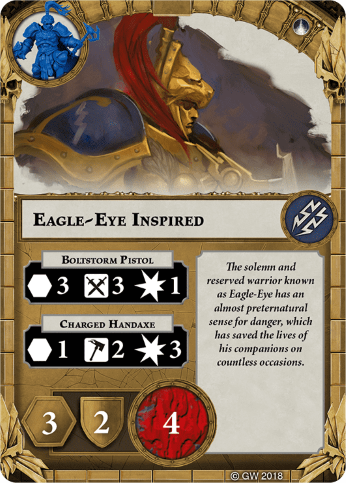 Eagle-Eye Inspired
Boltstorm Pistol
3 3 1
Charged Handaxe
1 2 3
The solemn and
reserved warrior known
as Eagle-Eye has an
almost preternatural
sense for danger, which
has saved the lives of
his companions on
countless occasions.
3 2 4
© GW 2018